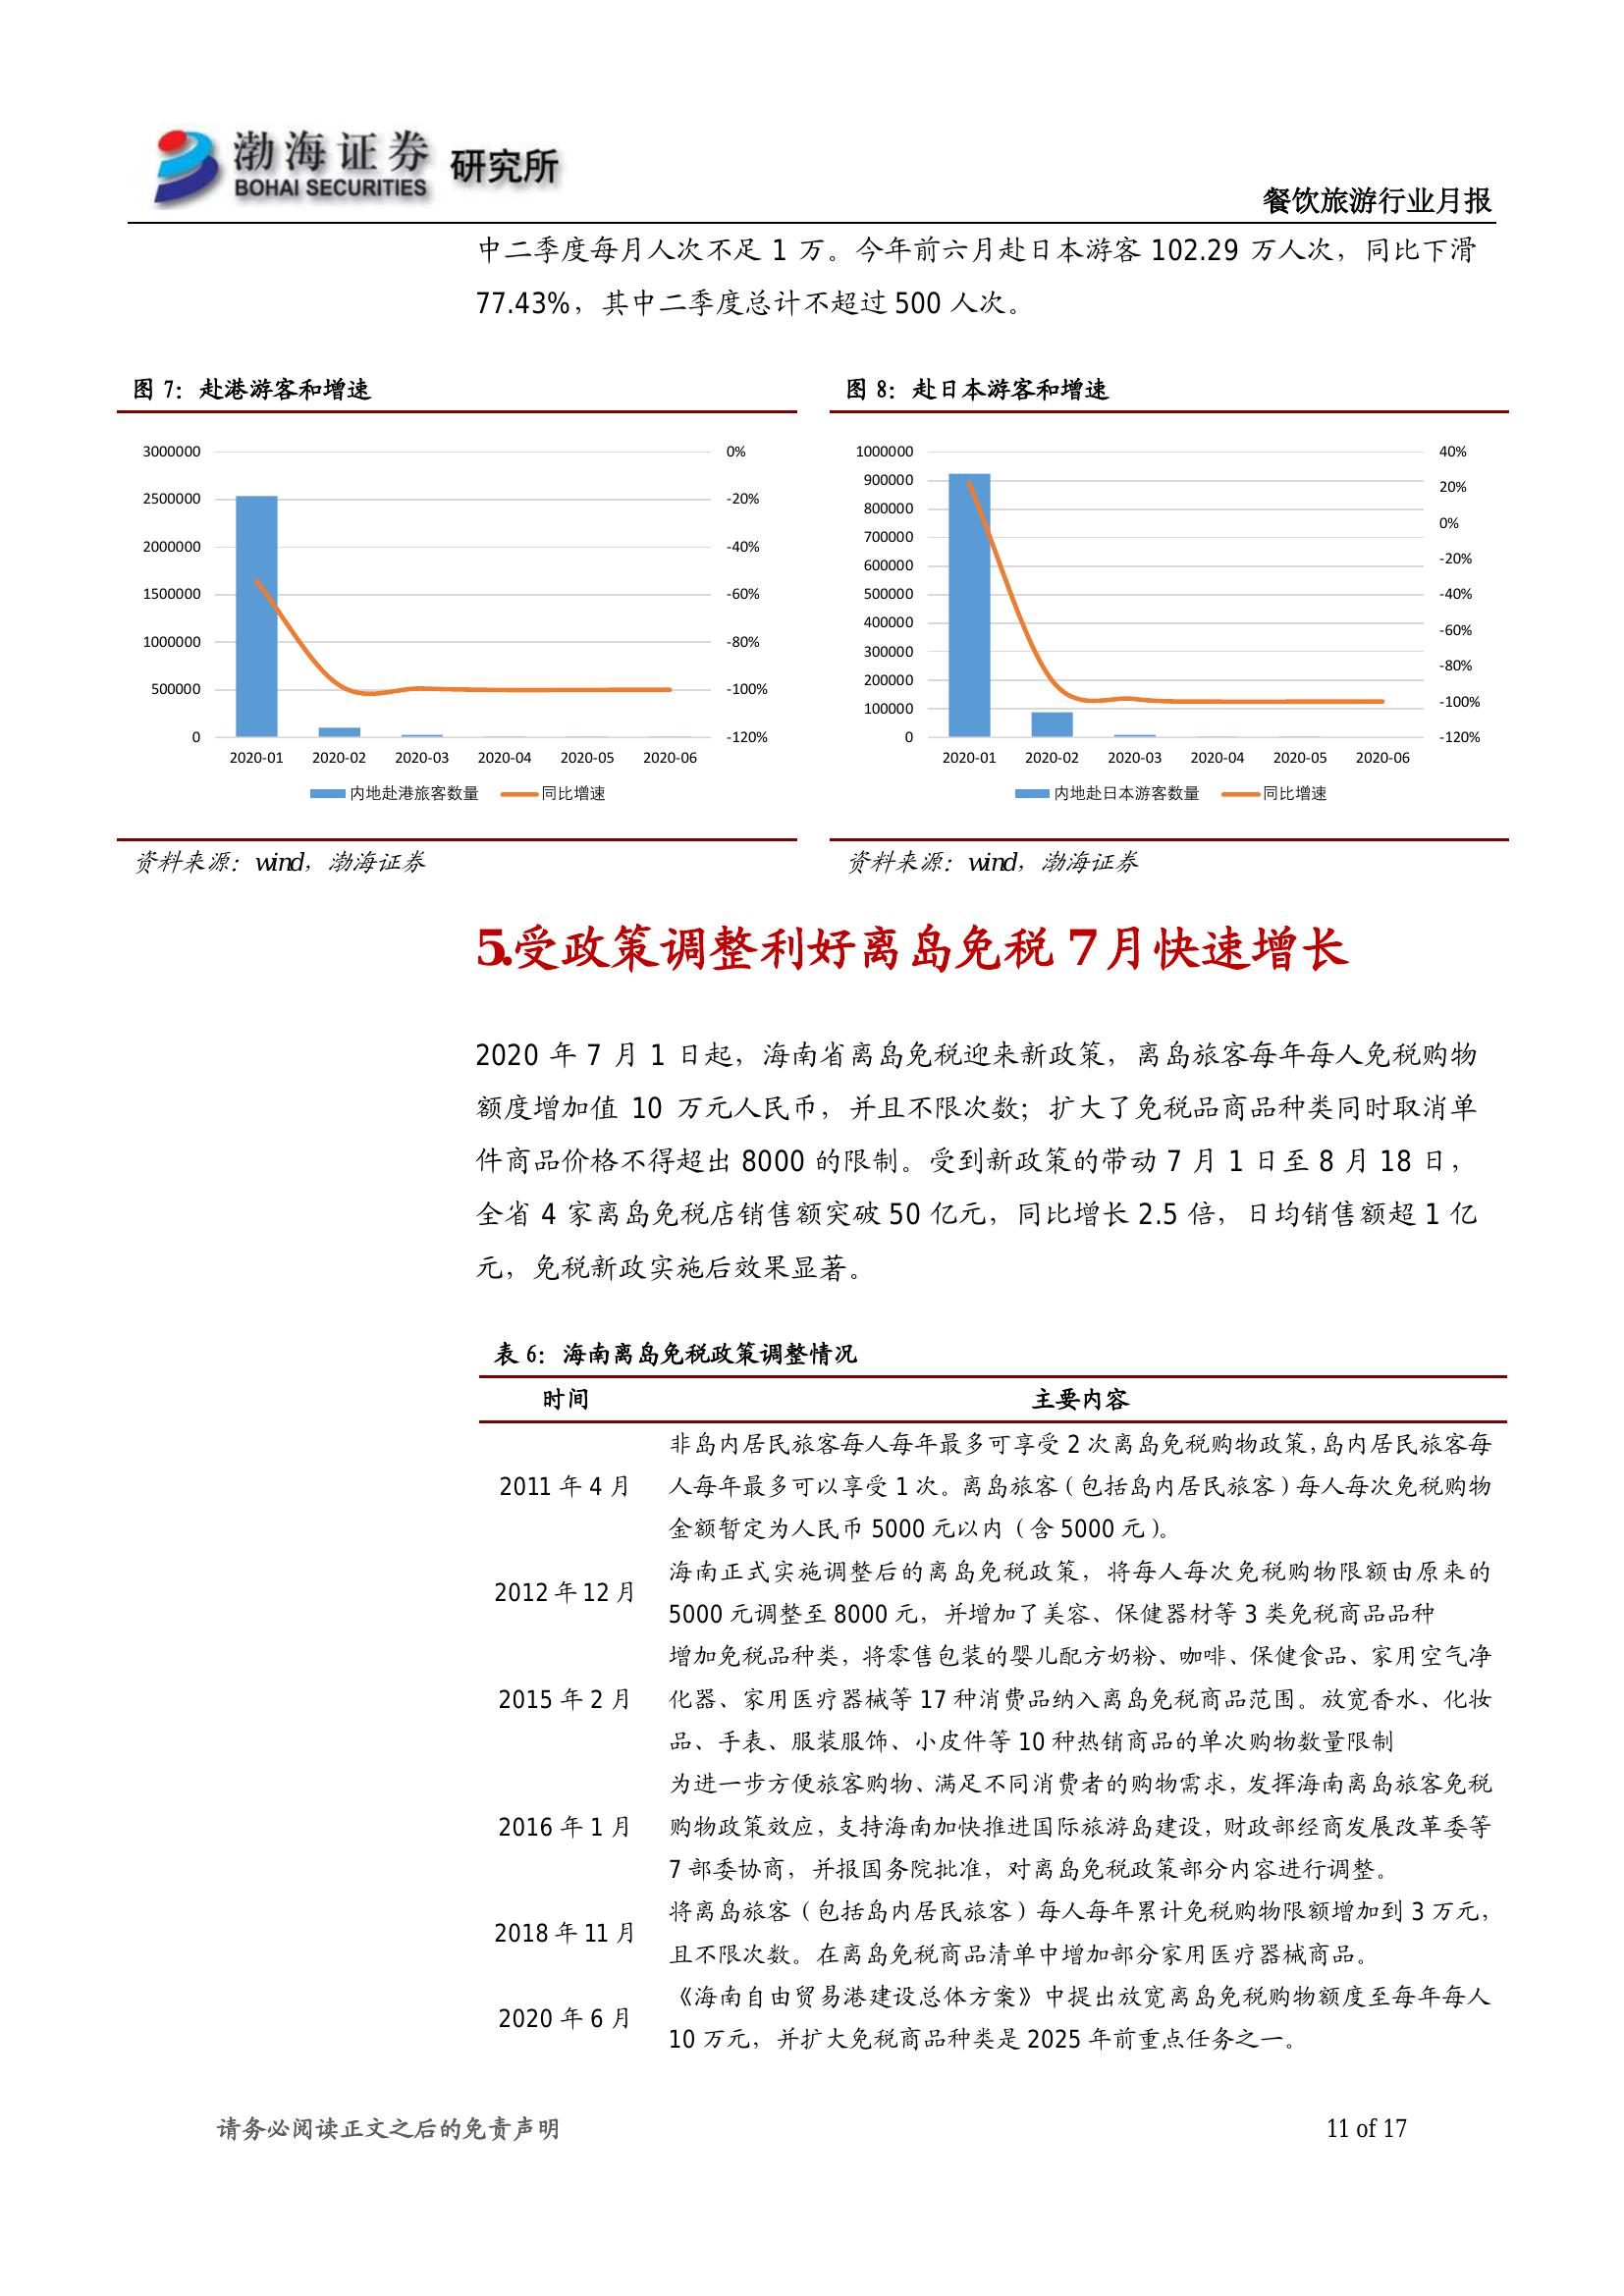 渤海证券 研究所
BOHAI SECURITIES
餐饮旅游行业月报
中二季度每月人次不足 1 万。今年前六月赴日本游客 102.29 万人次，同比下滑
77.43%，其中二季度总计不超过 500 人次。
图 7：赴港游客和增速
3000000
2500000
2000000
1500000
1000000
500000
0
0%
-20%
-40%
-60%
-80%
-100%
-120%
2020-01 2020-02 2020-03 2020-04 2020-05 2020-06
内地赴港旅客数量 同比增速
资料来源：wind，渤海证券
图 8：赴日本游客和增速
1000000
900000
800000
700000
600000
500000
400000
300000
200000
100000
0
40%
20%
0%
-20%
-40%
-60%
-80%
-100%
-120%
2020-01 2020-02 2020-03 2020-04 2020-05 2020-06
内地赴日本游客数量 同比增速
资料来源：wind，渤海证券
5.受政策调整利好离岛免税 7 月快速增长
2020 年 7 月 1 日起，海南省离岛免税迎来新政策，离岛旅客每年每人免税购物
额度增加值 10 万元人民币，并且不限次数；扩大了免税品商品种类同时取消单
件商品价格不得超出 8000 的限制。受到新政策的带动 7 月 1 日至 8 月 18 日，
全省 4 家离岛免税店销售额突破 50 亿元，同比增长 2.5 倍，日均销售额超 1 亿
元，免税新政实施后效果显著。
表 6：海南离岛免税政策调整情况
时间 主要内容
2011 年 4 月
非岛内居民旅客每人每年最多可享受 2 次离岛免税购物政策，岛内居民旅客每
人每年最多可以享受 1 次。离岛旅客（包括岛内居民旅客）每人每次免税购物
金额暂定为人民币 5000 元以内（含 5000 元）。
2012 年 12 月
海南正式实施调整后的离岛免税政策，将每人每次免税购物限额由原来的
5000 元调整至 8000 元，并增加了美容、保健器材等 3 类免税商品品种
2015 年 2 月
增加免税品种类，将零售包装的婴儿配方奶粉、咖啡、保健食品、家用空气净
化器、家用医疗器械等 17 种消费品纳入离岛免税商品范围。放宽香水、化妆
品、手表、服装服饰、小皮件等 10 种热销商品的单次购物数量限制
2016 年 1 月
为进一步方便旅客购物、满足不同消费者的购物需求，发挥海南离岛旅客免税
购物政策效应，支持海南加快推进国际旅游岛建设，财政部经商发展改革委等
7 部委协商，并报国务院批准，对离岛免税政策部分内容进行调整。
2018 年 11 月
将离岛旅客（包括岛内居民旅客）每人每年累计免税购物限额增加到 3 万元，
且不限次数。在离岛免税商品清单中增加部分家用医疗器械商品。
2020 年 6 月
《海南自由贸易港建设总体方案》中提出放宽离岛免税购物额度至每年每人
10 万元，并扩大免税商品种类是 2025 年前重点任务之一。
请务必阅读正文之后的免责声明
11 of 17